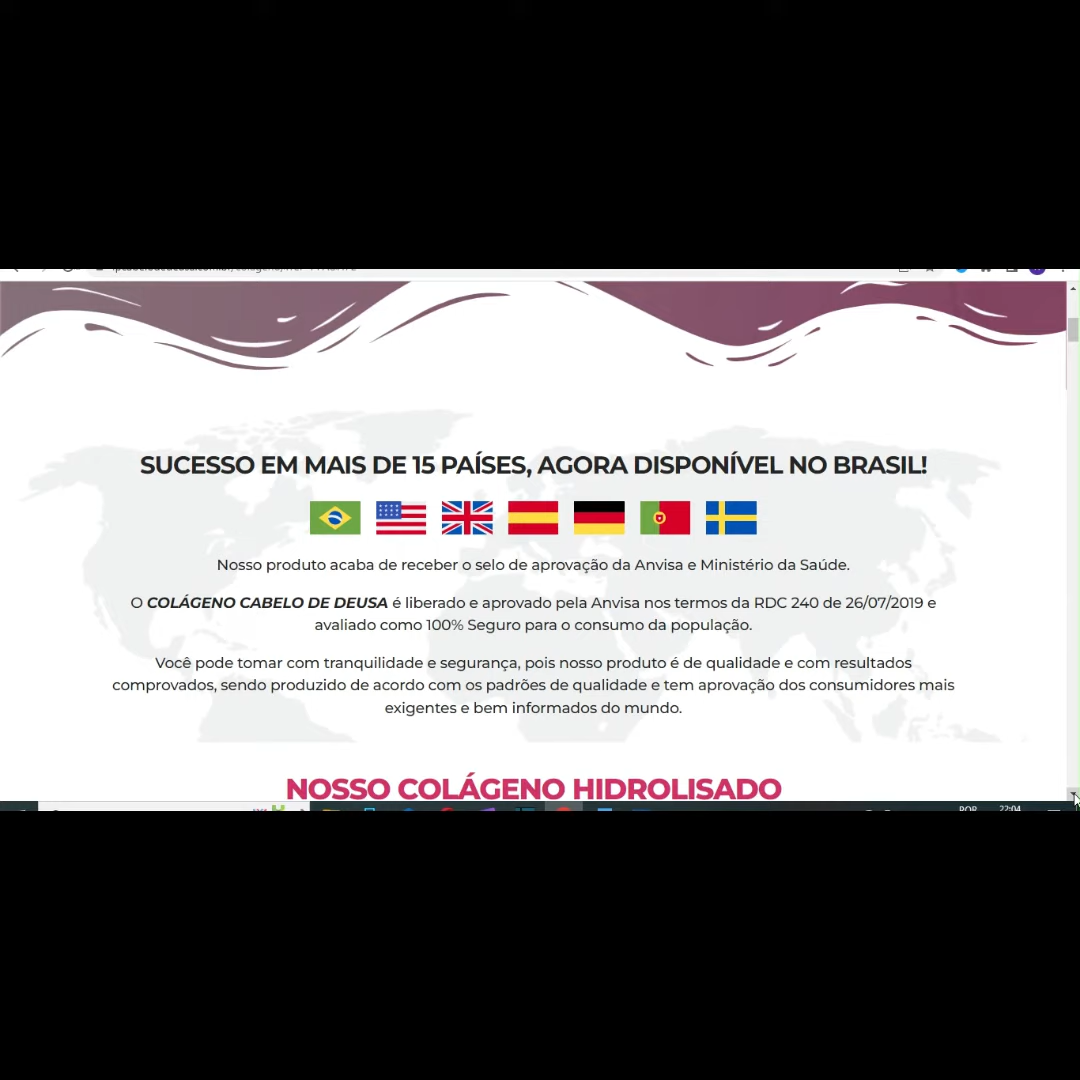 SUCESSO EM MAIS DE 15 PAÍSES, AGORA DISPONÍVEL NO BRASIL!
Nosso produto acaba de receber o selo de aprovação da Anvisa e Ministério da Saúde.
O COLÁGENO CABELO DE DEUSA é liberado e aprovado pela Anvisa nos termos da RDC 240 de 26/07/2019 e
avaliado como 100% Seguro para o consumo da população.
Você pode tomar com tranquilidade e segurança, pois nosso produto é de qualidade e com resultados
comprovados, sendo produzido de acordo com os padrões de qualidade e tem aprovação dos consumidores mais
exigentes e bem informados do mundo.
NOSSO COLÁGENO HIDROLISADO
POR
22:04